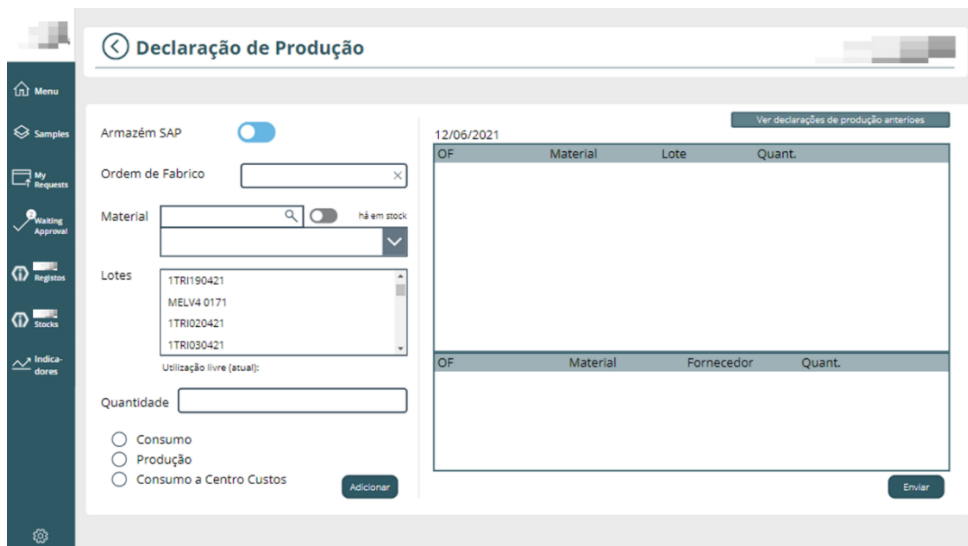 Declaração de Produção
Menu
Samples
My
Requests
2
Waiting
Approval
Registos
Stocks
Indica-
dores
Armazém SAP
Ordem de Fabrico
Material
há em stock
Lotes
1TRI190421
MELV4 0171
1TRI020421
1TRI030421
Utilização livre (atual):
Quantidade
Consumo
Produção
Consumo a Centro Custos
Adicionar
Ver declarações de produção anterioes
12/06/2021
OF Material Lote Quant.
OF Material Fornecedor Quant.
Enviar